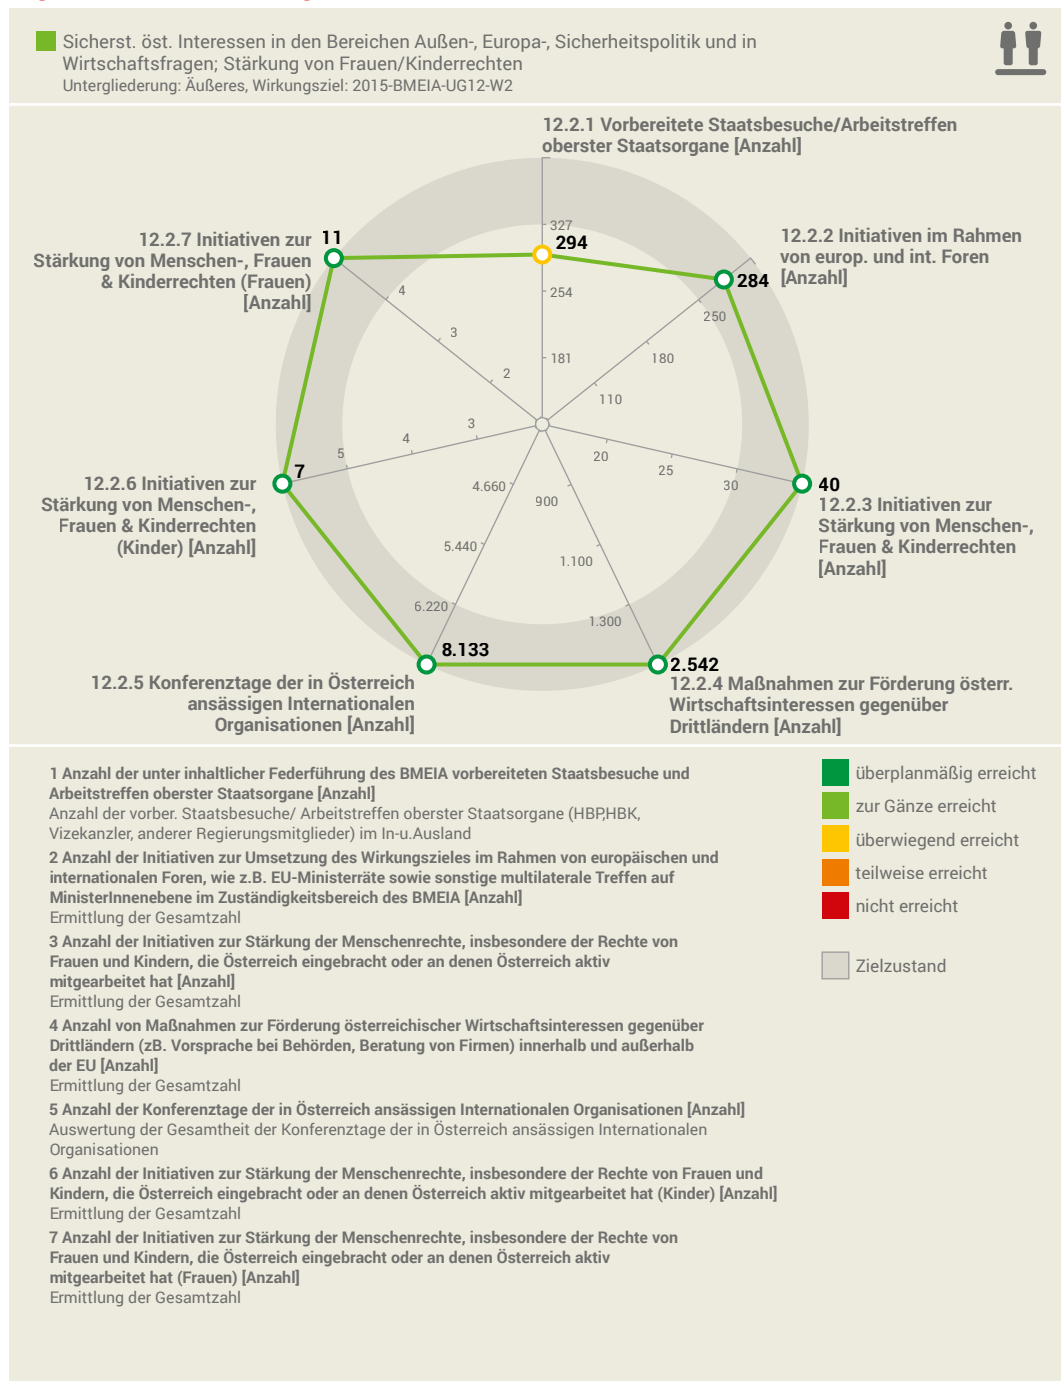 Sicherst. öst. Interessen in den Bereichen Außen-, Europa-, Sicherheitspolitik und in
Wirtschaftsfragen; Stärkung von Frauen/Kinderrechten
Untergliederung: Äußeres, Wirkungsziel: 2015-BMEIA-UG12-W2
12.2.1 Vorbereitete Staatsbesuche/Arbeitstreffen
oberster Staatsorgane [Anzahl]
327
294
254
181
12.2.2 Initiativen im Rahmen
von europ. und int. Foren
[Anzahl]
284
250
180
110
40
12.2.3 Initiativen zur
Stärkung von Menschen-,
Frauen & Kinderrechten
[Anzahl]
20
25
30
2.542
12.2.4 Maßnahmen zur Förderung österr.
Wirtschaftsinteressen gegenüber
Drittländern [Anzahl]
900
1.100
1.300
8.133
12.2.5 Konferenztage der in Österreich
ansässigen Internationalen
Organisationen [Anzahl]
4.660
5.440
6.220
7
12.2.6 Initiativen zur
Stärkung von Menschen-,
Frauen & Kinderrechten
(Kinder) [Anzahl]
3
4
5
11
12.2.7 Initiativen zur
Stärkung von Menschen-, Frauen
& Kinderrechten (Frauen)
[Anzahl]
4
3
2
1 Anzahl der unter inhaltlicher Federführung des BMEIA vorbereiteten Staatsbesuche und
Arbeitstreffen oberster Staatsorgane [Anzahl]
Anzahl der vorber. Staatsbesuche/ Arbeitstreffen oberster Staatsorgane (HBP,HBK,
Vizekanzler, anderer Regierungsmitglieder) im In-u.Ausland
2 Anzahl der Initiativen zur Umsetzung des Wirkungszieles im Rahmen von europäischen und
internationalen Foren, wie z.B. EU-Ministerräte sowie sonstige multilaterale Treffen auf
MinisterInnenebene im Zuständigkeitsbereich des BMEIA [Anzahl]
Ermittlung der Gesamtzahl
3 Anzahl der Initiativen zur Stärkung der Menschenrechte, insbesondere der Rechte von
Frauen und Kindern, die Österreich eingebracht oder an denen Österreich aktiv
mitgearbeitet hat [Anzahl]
Ermittlung der Gesamtzahl
4 Anzahl von Maßnahmen zur Förderung österreichischer Wirtschaftsinteressen gegenüber
Drittländern (zB. Vorsprache bei Behörden, Beratung von Firmen) innerhalb und außerhalb
der EU [Anzahl]
Ermittlung der Gesamtzahl
5 Anzahl der Konferenztage der in Österreich ansässigen Internationalen Organisationen [Anzahl]
Auswertung der Gesamtheit der Konferenztage der in Österreich ansässigen Internationalen
Organisationen
6 Anzahl der Initiativen zur Stärkung der Menschenrechte, insbesondere der Rechte von Frauen und
Kindern, die Österreich eingebracht oder an denen Österreich aktiv mitgearbeitet hat (Kinder) [Anzahl]
Ermittlung der Gesamtzahl
7 Anzahl der Initiativen zur Stärkung der Menschenrechte, insbesondere der Rechte von
Frauen und Kindern, die Österreich eingebracht oder an denen Österreich aktiv
mitgearbeitet hat (Frauen) [Anzahl]
Ermittlung der Gesamtzahl
überplanmäßig erreicht
zur Gänze erreicht
überwiegend erreicht
teilweise erreicht
nicht erreicht
Zielzustand